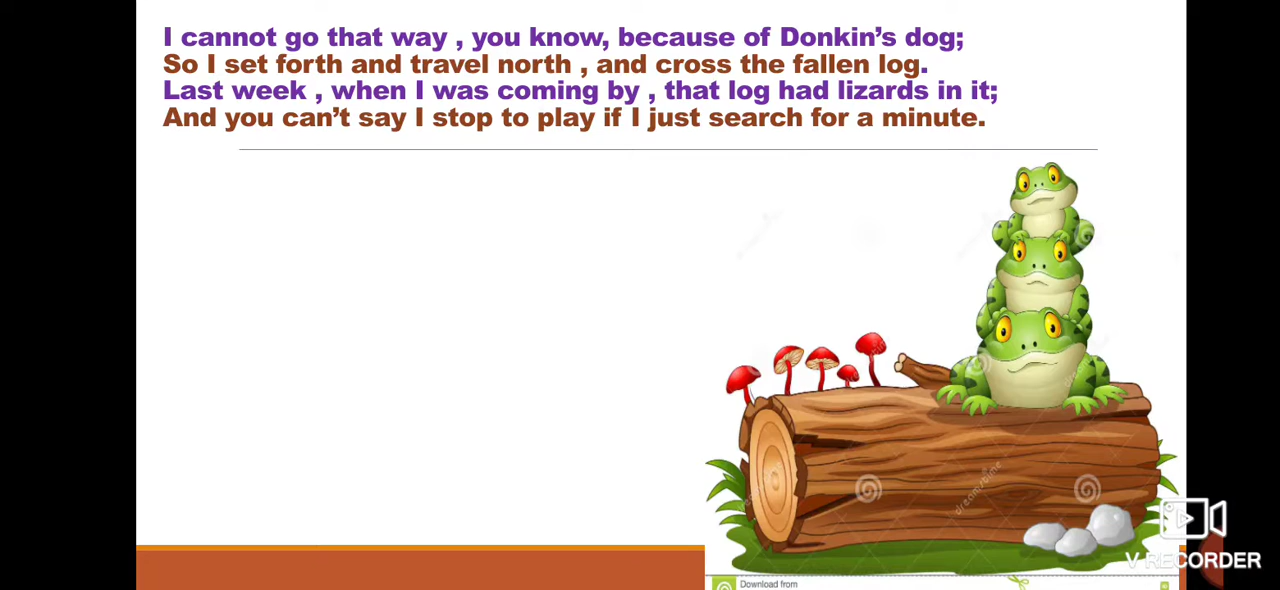 I cannot go that way , you know, because of Donkin’s dog;
So I set forth and travel north , and cross the fallen log.
Last week , when I was coming by , that log had lizards in it;
And you can’t say I stop to play if I just search for a minute.
dreamstime
V RECORDER
Download from